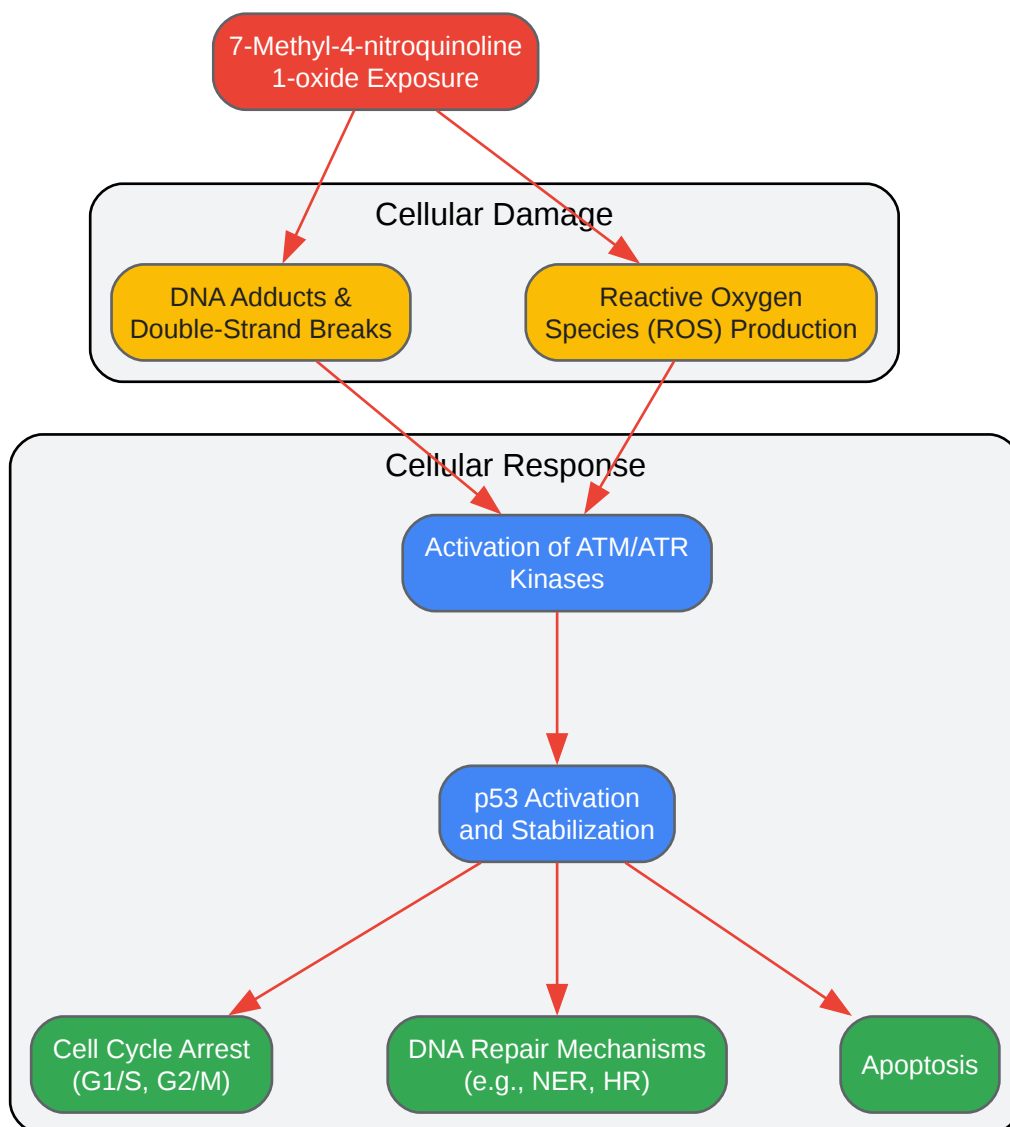 7-Methyl-4-nitroquinoline
1-oxide Exposure
Cellular Damage
DNA Adducts &
Double-Strand Breaks
Reactive Oxygen
Species (ROS) Production
Cellular Response
Activation of ATM/ATR
Kinases
p53 Activation
and Stabilization
Cell Cycle Arrest
(G1/S, G2/M)
DNA Repair Mechanisms
(e.g., NER, HR)
Apoptosis